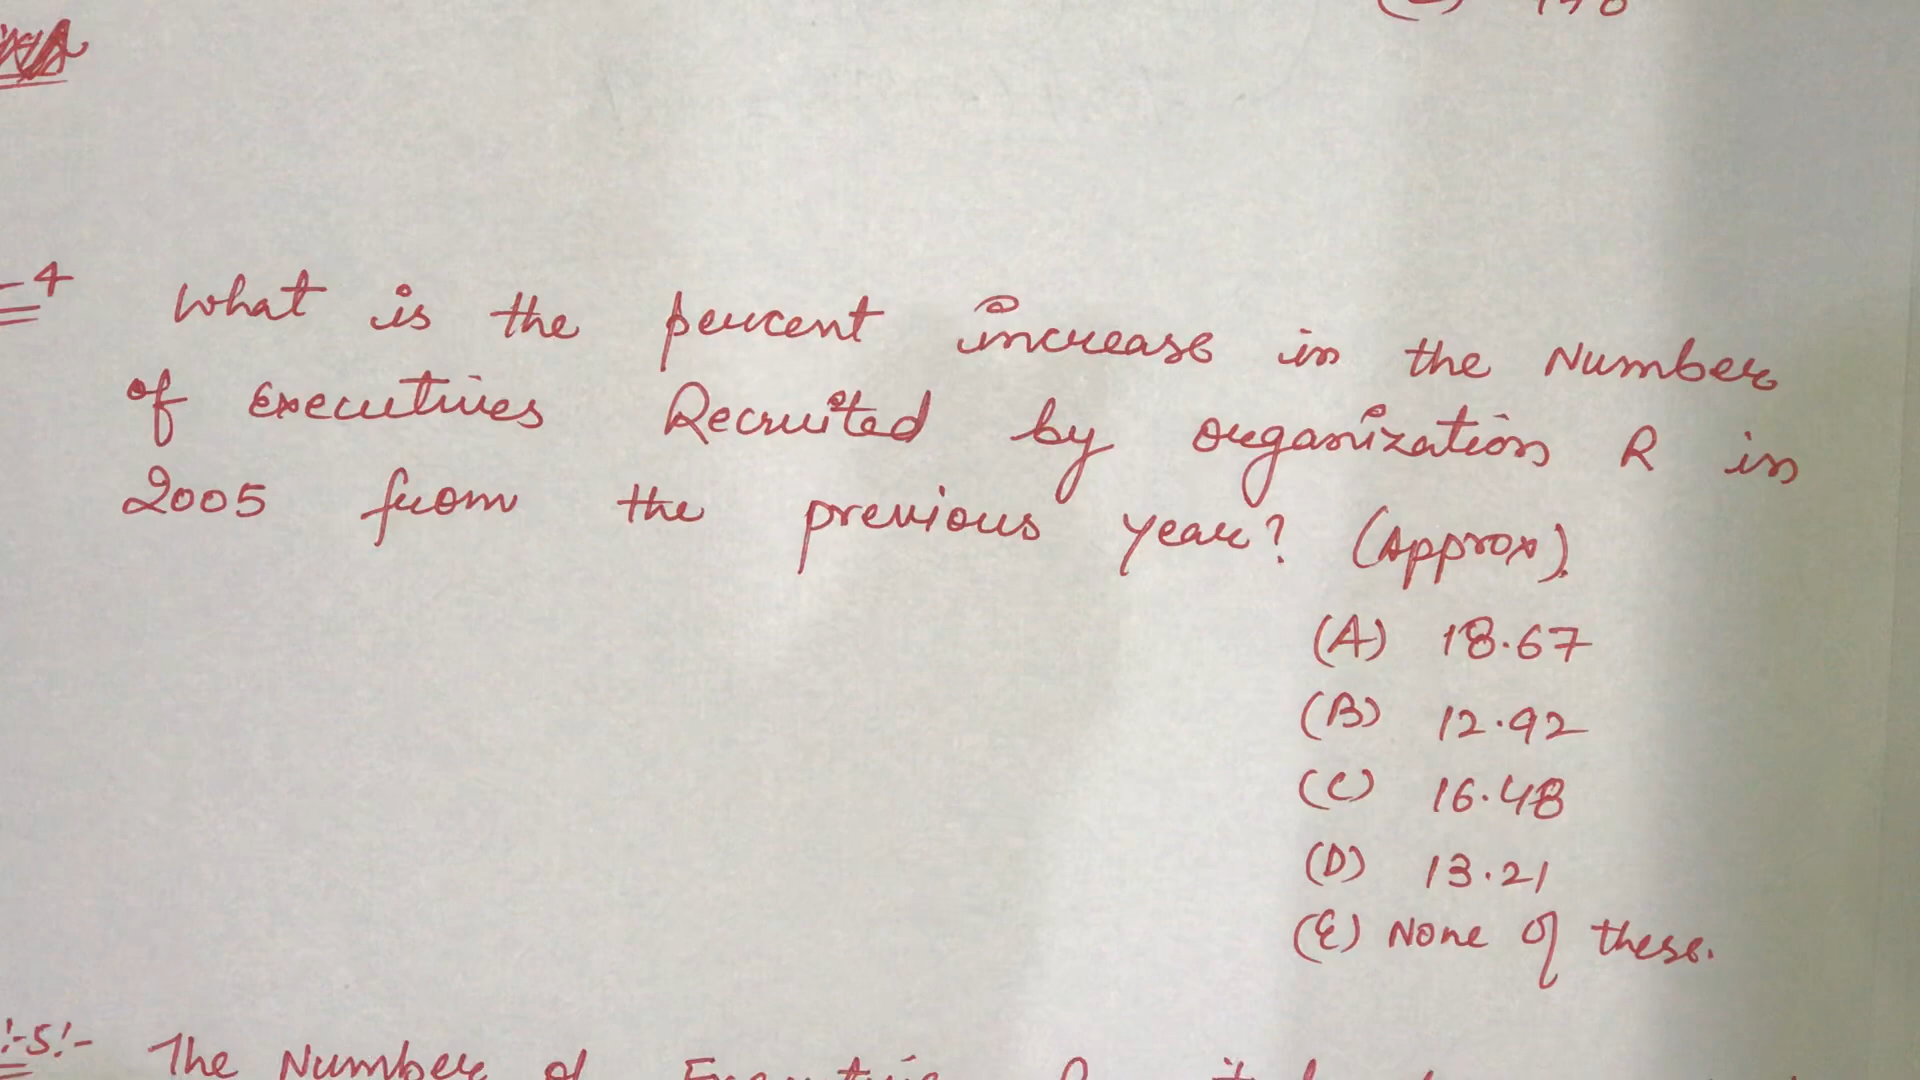 4 What is the percent increase in the Number
of Executives Recruited by organization R in
2005 from the previous year? (Approx).
(A) 18.67
(B) 12.92
(C) 16.48
(D) 13.21
(E) None of these.
:-5:- The Number of